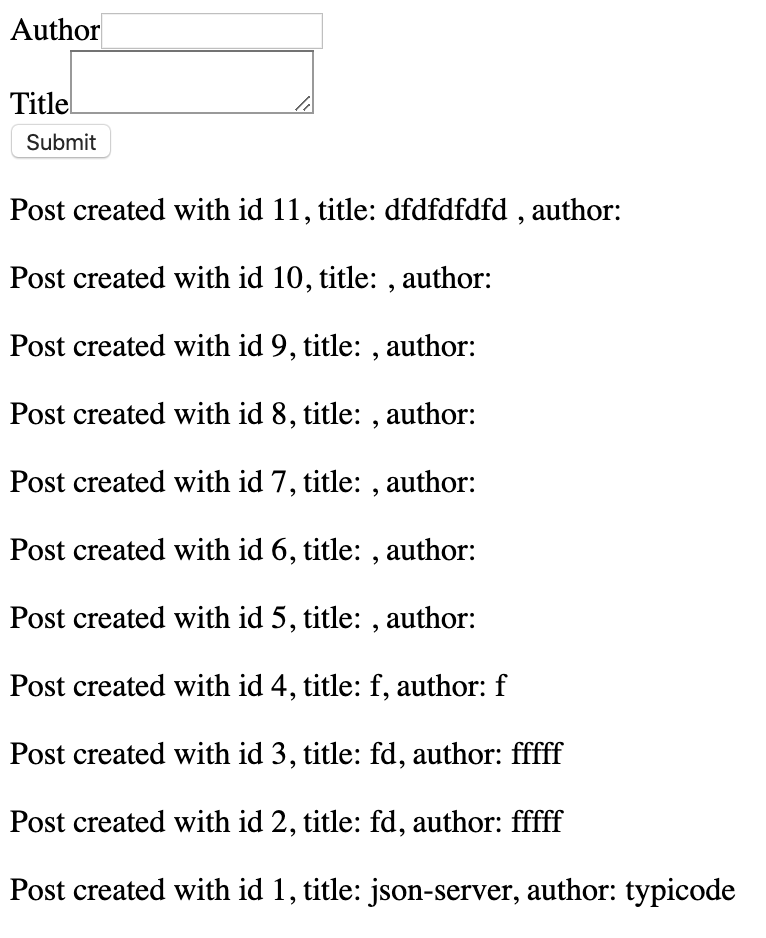 Author
Title
Submit
Post created with id 11, title: dfdfdfdfd , author:
Post created with id 10, title: , author:
Post created with id 9, title: , author:
Post created with id 8, title: , author:
Post created with id 7, title: , author:
Post created with id 6, title: , author:
Post created with id 5, title: , author:
Post created with id 4, title: f, author: f
Post created with id 3, title: fd, author: fffff
Post created with id 2, title: fd, author: fffff
Post created with id 1, title: json-server, author: typicode